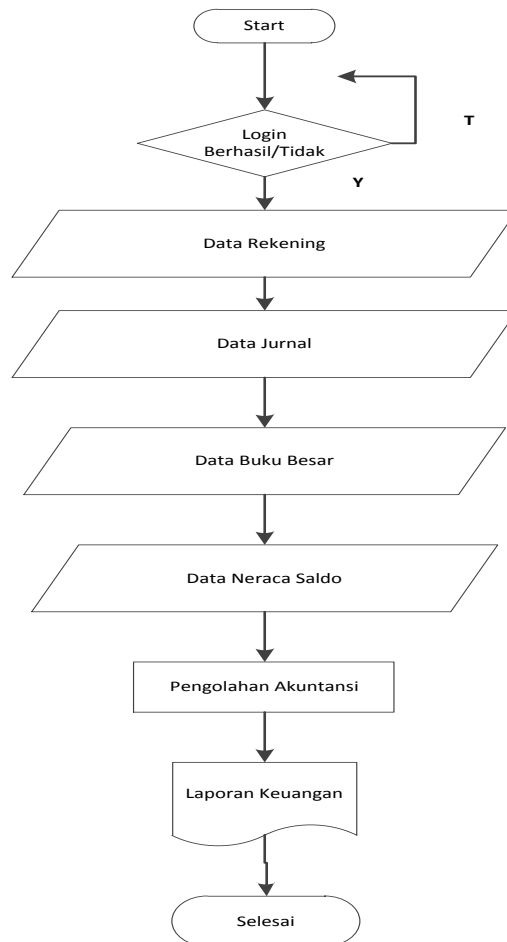 Start
T
Login
Berhasil/Tidak
Y
Data Rekening
Data Jurnal
Data Buku Besar
Data Neraca Saldo
Pengolahan Akuntansi
Laporan Keuangan
Selesai